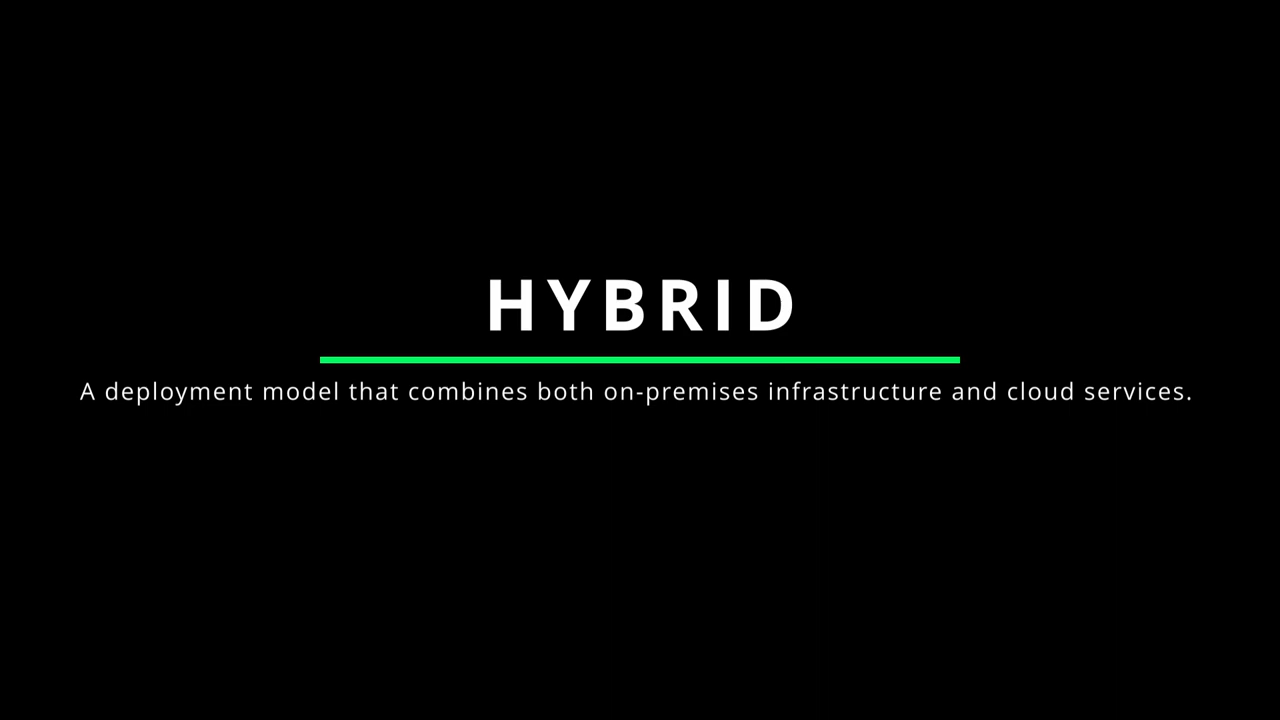 HYBRID
A deployment model that combines both on-premises infrastructure and cloud services.